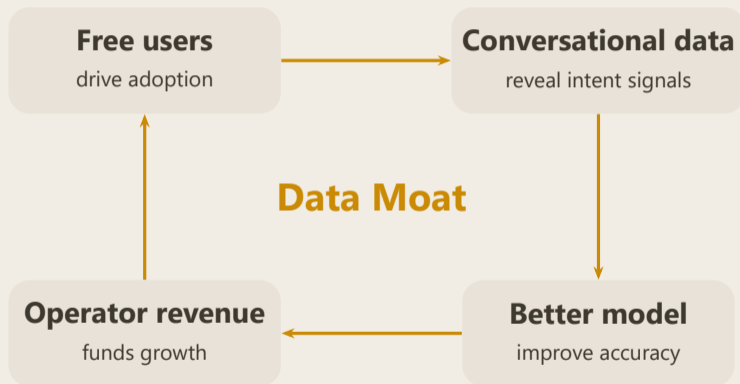 Free users
drive adoption
Conversational data
reveal intent signals
Data Moat
Operator revenue
funds growth
Better model
improve accuracy